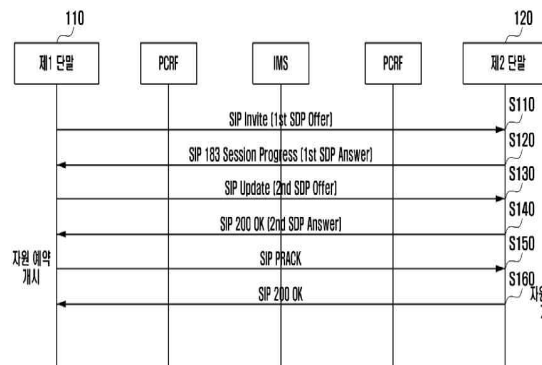 110
120
제1 단말
PCRF
IMS
PCRF
제2 단말
S110
SIP Invite (1st SDP Offer)
S120
SIP 183 Session Progress (1st SDP Answer)
S130
SIP Update (2nd SDP Offer)
S140
SIP 200 OK (2nd SDP Answer)
S150
자원 예약
개시
SIP PRACK
S160
SIP 200 OK
자원